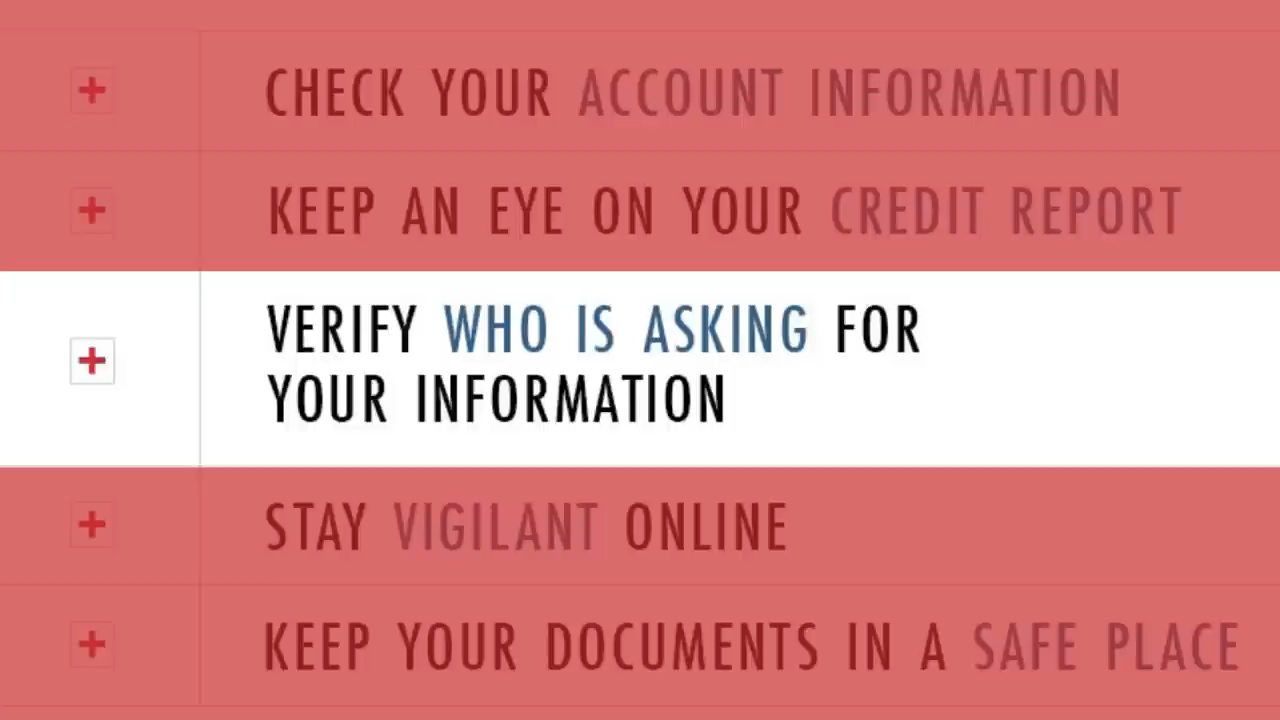 CHECK YOUR ACCOUNT INFORMATION
KEEP AN EYE ON YOUR CREDIT REPORT
VERIFY WHO IS ASKING FOR
YOUR INFORMATION
STAY VIGILANT ONLINE
KEEP YOUR DOCUMENTS IN A SAFE PLACE